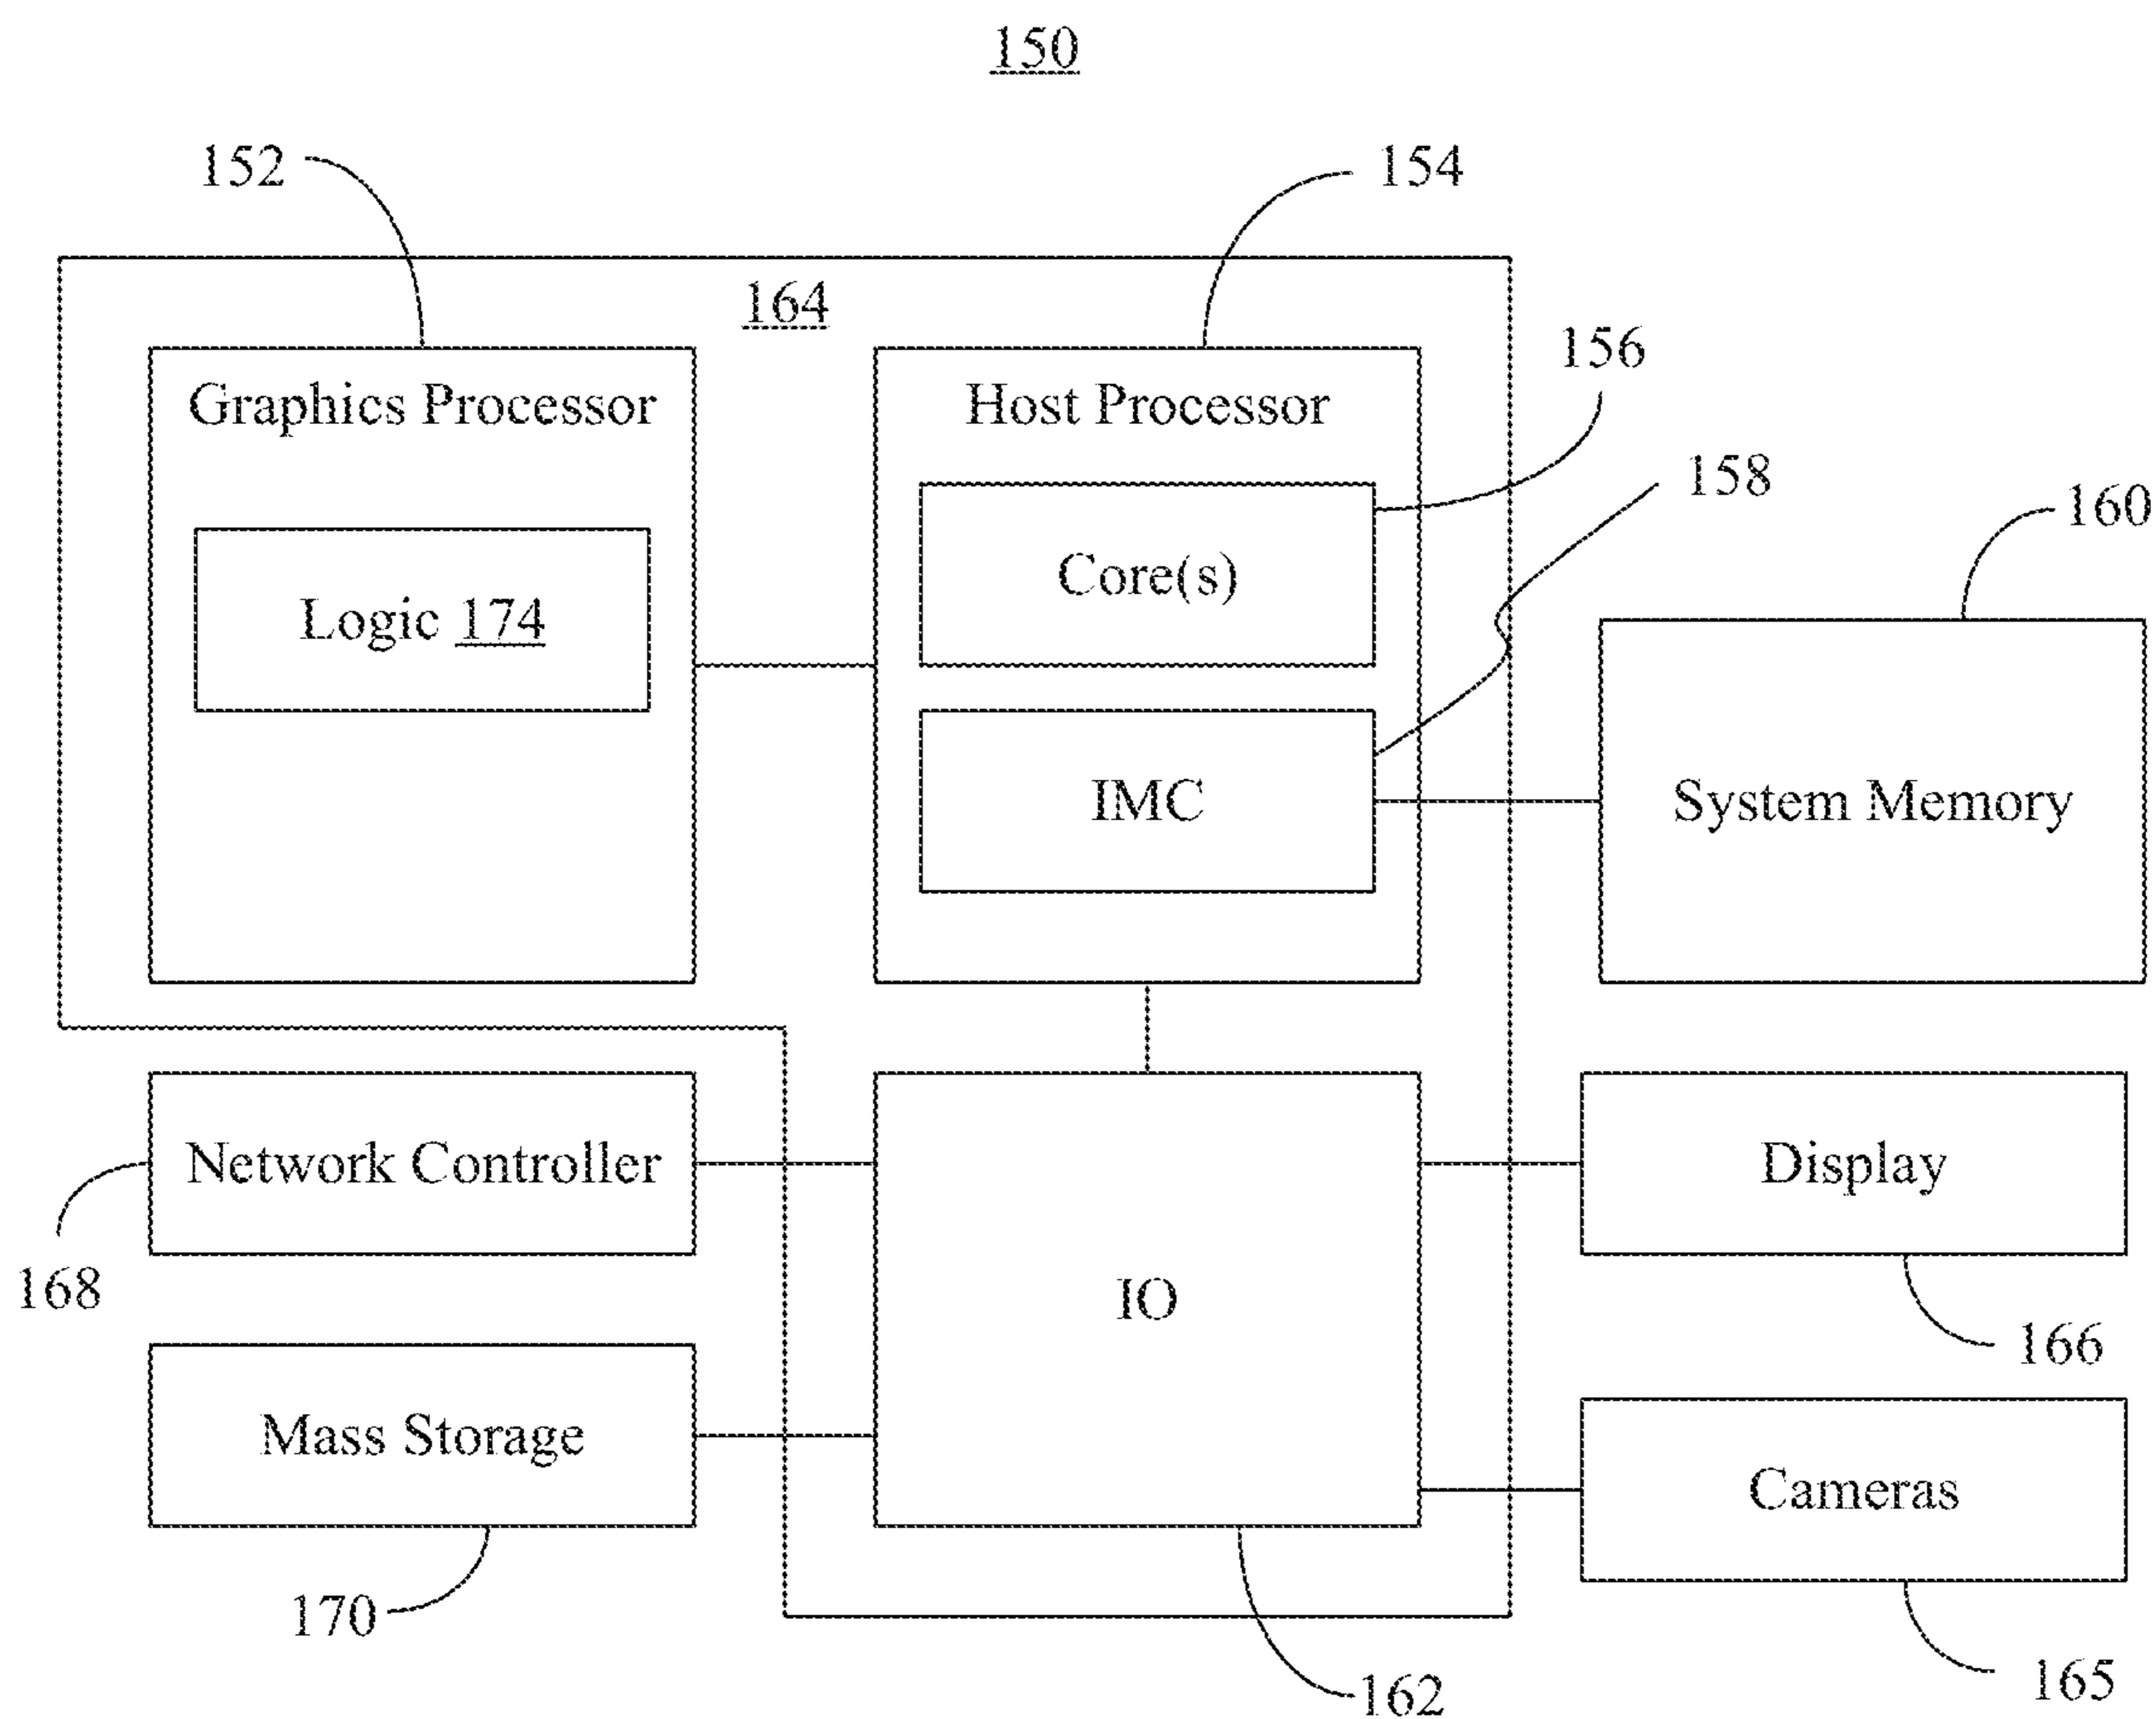 150
152
154
164
156
Graphics Processor
Host Processor
158
160
Core(s)
Logic 174
IMC
System Memory
Network Controller
Display
168
IO
166
Mass Storage
Cameras
170
162
165